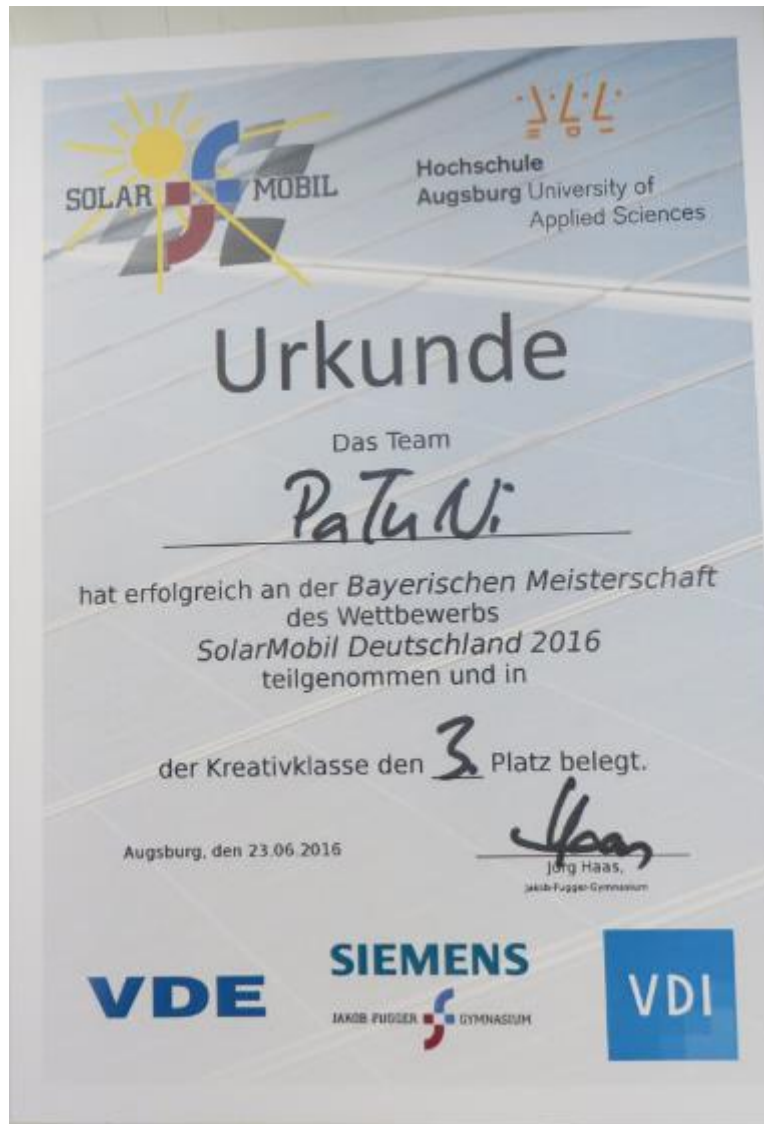 SOLAR MOBIL
Hochschule
Augsburg University of
Applied Sciences
Urkunde
Das Team
PaTuNi
hat erfolgreich an der Bayerischen Meisterschaft
des Wettbewerbs
SolarMobil Deutschland 2016
teilgenommen und in
der Kreativklasse den 3. Platz belegt.
Augsburg, den 23.06.2016
Haas
Jörg Haas,
Jakob-Fugger-Gymnasium
VDE
SIEMENS
JAKOB FUGGER GYMNASIUM
VDI